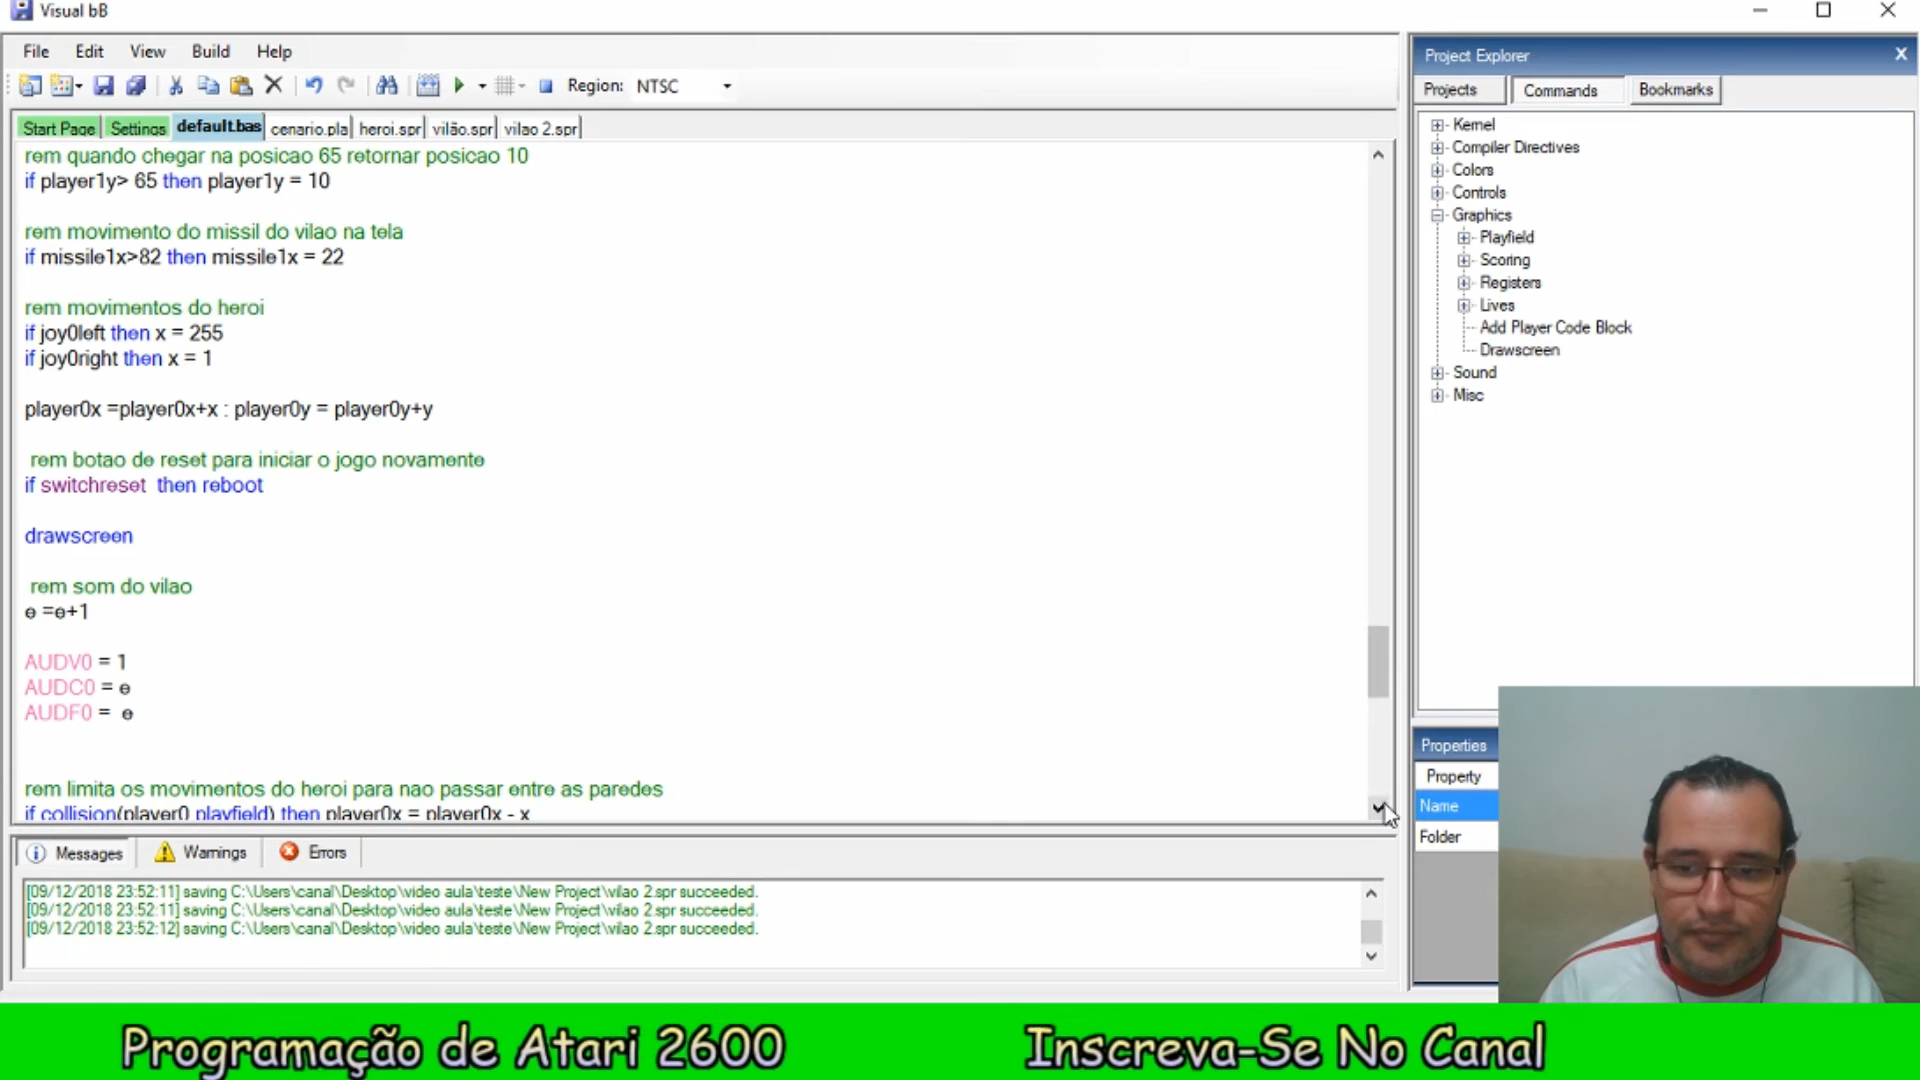 Visual bB
File Edit View Build Help
Region: NTSC
Start Page Settings default.bas cenario.pla heroi.spr vilão.spr vilao 2.spr
rem quando chegar na posicao 65 retornar posicao 10
if player1y> 65 then player1y = 10
rem movimento do missil do vilao na tela
if missile1x>82 then missile1x = 22
rem movimentos do heroi
if joy0left then x = 255
if joy0right then x = 1
player0x =player0x+x : player0y = player0y+y
rem botao de reset para iniciar o jogo novamente
if switchreset then reboot
drawscreen
rem som do vilao
e =e+1
AUDV0 = 1
AUDC0 = e
AUDF0 = e
rem limita os movimentos do heroi para nao passar entre as paredes
if collision(player0,playfield) then player0x = player0x - x
Messages Warnings Errors
[09/12/2018 23:52:11] saving C:\Users\canal\Desktop\video aula\teste\New Project\vilao 2.spr succeeded.
[09/12/2018 23:52:11] saving C:\Users\canal\Desktop\video aula\teste\New Project\vilao 2.spr succeeded.
[09/12/2018 23:52:12] saving C:\Users\canal\Desktop\video aula\teste\New Project\vilao 2.spr succeeded.
Project Explorer
Projects Commands Bookmarks
Kernel
Compiler Directives
Colors
Controls
Graphics
Playfield
Scoring
Registers
Lives
Add Player Code Block
Drawscreen
Sound
Misc
Properties
Property
Name
Folder
Programação de Atari 2600
Inscreva-Se No Canal